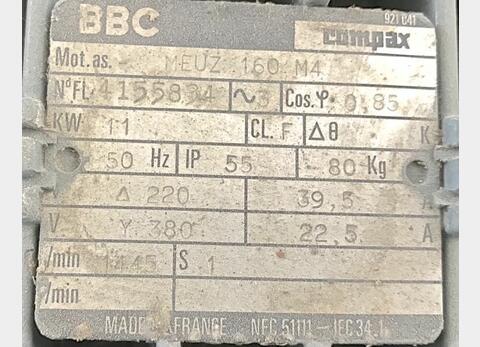 BBC 921 041
compax
Mot.as. MEUZ 160 M4
N°FL 4155834 ~ 3 Cos.φ 0,85
KW 11 CL. F Δθ K
50 Hz IP 55 80 Kg
Δ 220 39,5 A
V. Y 380 22,5 A
/min 1445 S 1
/min
MADE FRANCE NFC 51111-IEC 34.1